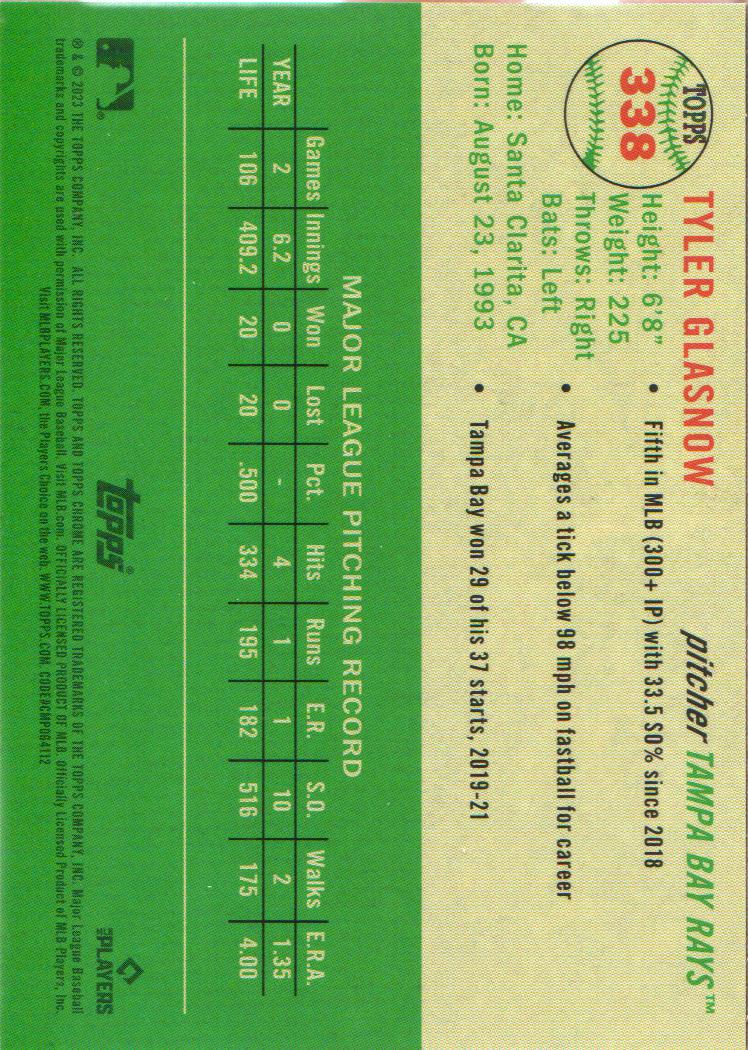 TOPPS
338
TYLER GLASNOW
pitcher TAMPA BAY RAYS™
Height: 6'8"
Weight: 225
Throws: Right
Bats: Left
Home: Santa Clarita, CA
Born: August 23, 1993
• Fifth in MLB (300+ IP) with 33.5 SO% since 2018
• Averages a tick below 98 mph on fastball for career
• Tampa Bay won 29 of his 37 starts, 2019-21
MAJOR LEAGUE PITCHING RECORD
Games Innings Won Lost Pct. Hits Runs E.R. S.O. Walks E.R.A.
YEAR 2 6.2 0 0 - 4 1 1 10 2 1.35
LIFE 106 409.2 20 20 .500 334 195 182 516 175 4.00
®
topps®
MLB PLAYERS
® & © 2023 THE TOPPS COMPANY, INC. ALL RIGHTS RESERVED. TOPPS AND TOPPS CHROME ARE REGISTERED TRADEMARKS OF THE TOPPS COMPANY, INC. Major League Baseball
trademarks and copyrights are used with permission of Major League Baseball. Visit MLB.com. OFFICIALLY LICENSED PRODUCT OF MLB. Officially Licensed Product of MLB Players, Inc.
Visit MLBPLAYERS.COM, the Players Choice on the web. WWW.TOPPS.COM CODE#CMP064112